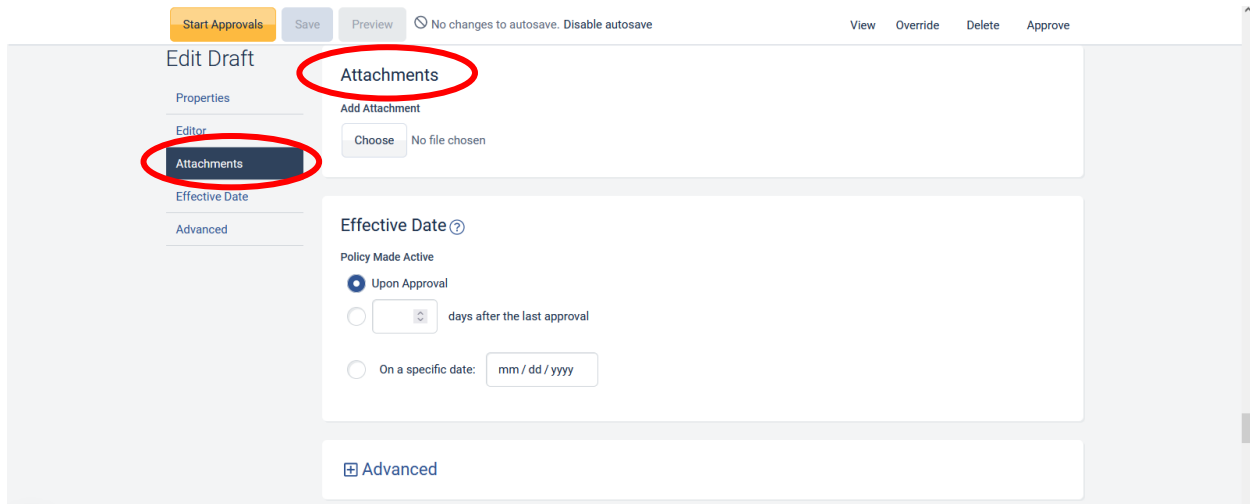 Start Approvals Save Preview No changes to autosave. Disable autosave View Override Delete Approve
Edit Draft
Properties
Editor
Attachments
Effective Date
Advanced
Attachments
Add Attachment
Choose No file chosen
Effective Date ?
Policy Made Active
Upon Approval
days after the last approval
On a specific date: mm / dd / yyyy
Advanced